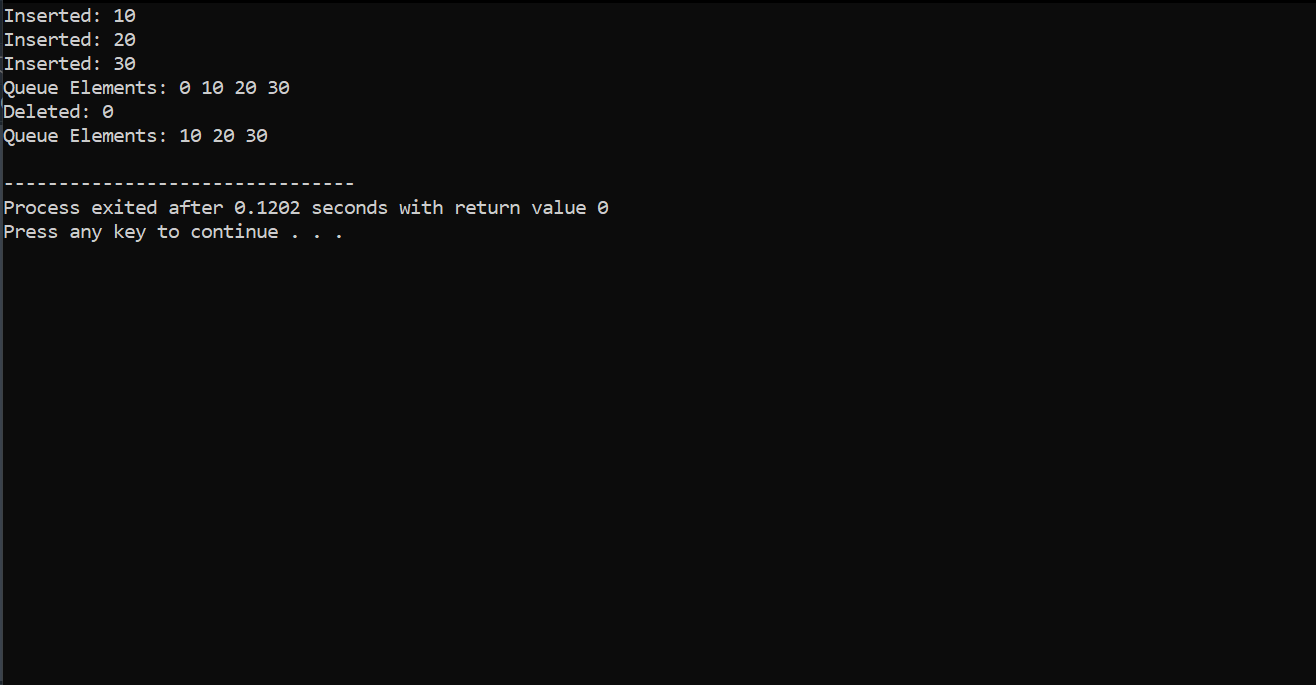 Inserted: 10
Inserted: 20
Inserted: 30
Queue Elements: 0 10 20 30
Deleted: 0
Queue Elements: 10 20 30
--------------------------------
Process exited after 0.1202 seconds with return value 0
Press any key to continue . . .